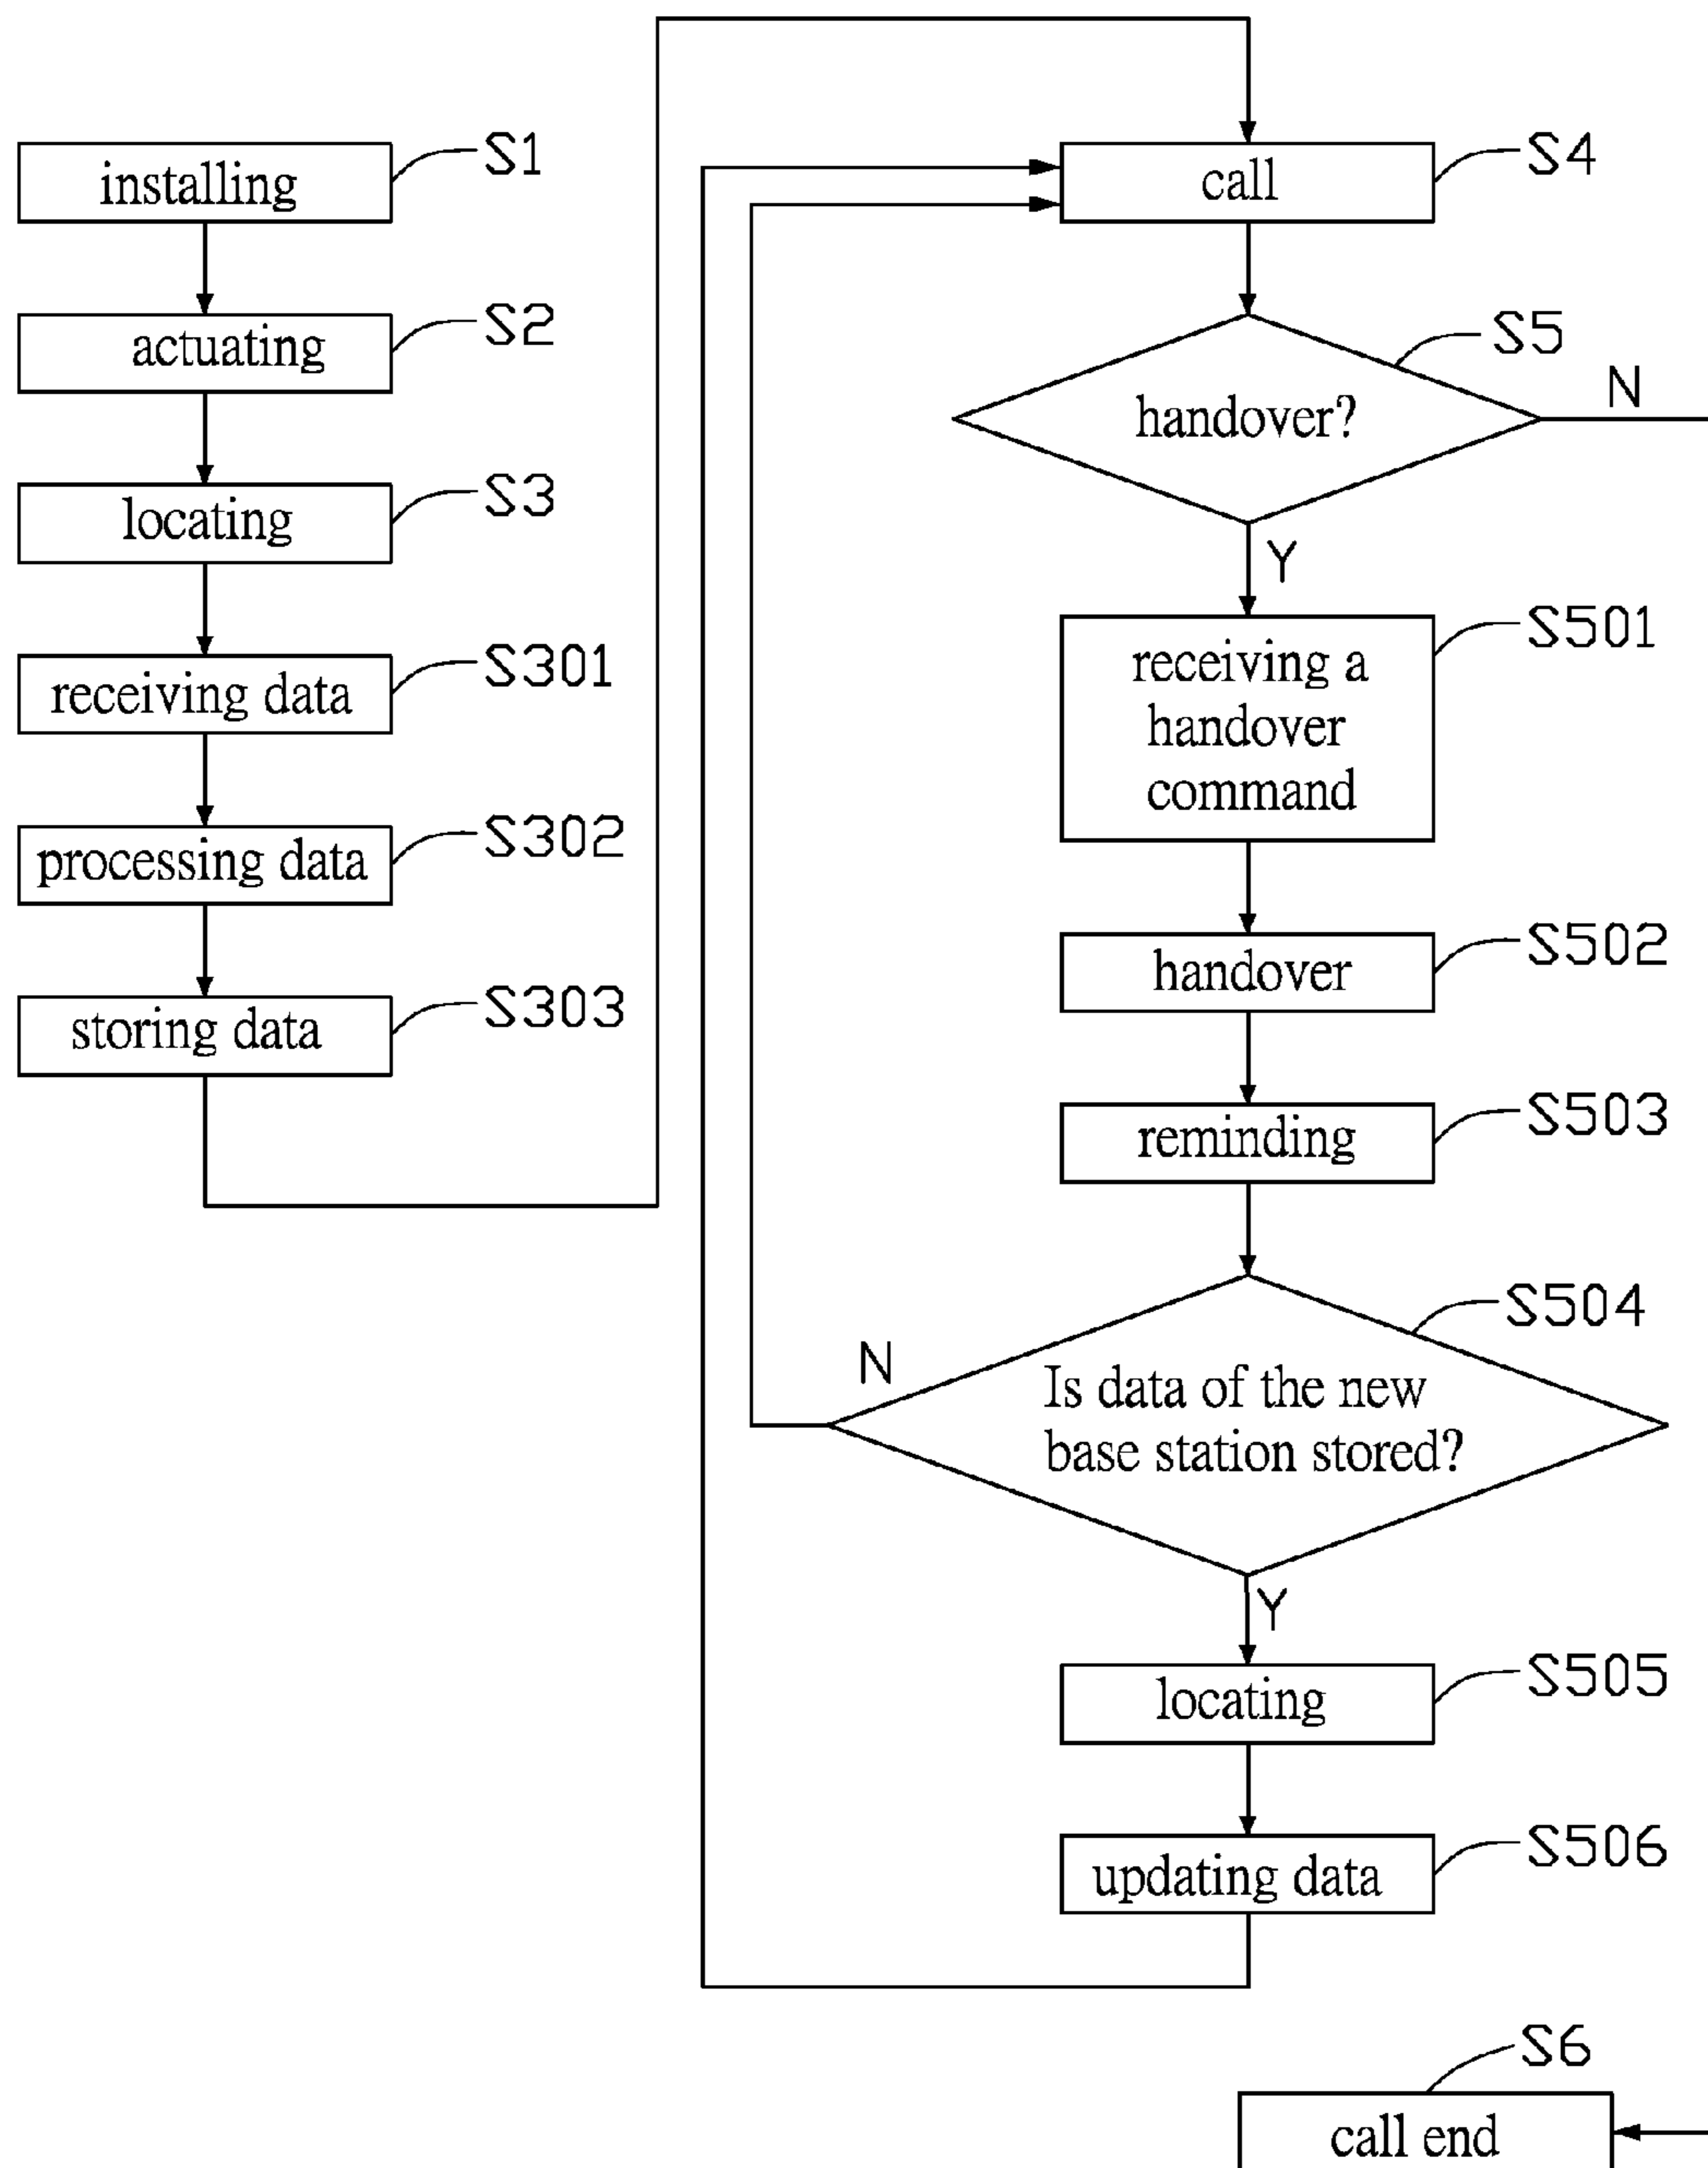 installing
S1
actuating
S2
locating
S3
receiving data
S301
processing data
S302
storing data
S303
call
S4
handover?
S5
N
Y
receiving a
handover
command
S501
handover
S502
reminding
S503
Is data of the new
base station stored?
S504
N
Y
locating
S505
updating data
S506
call end
S6